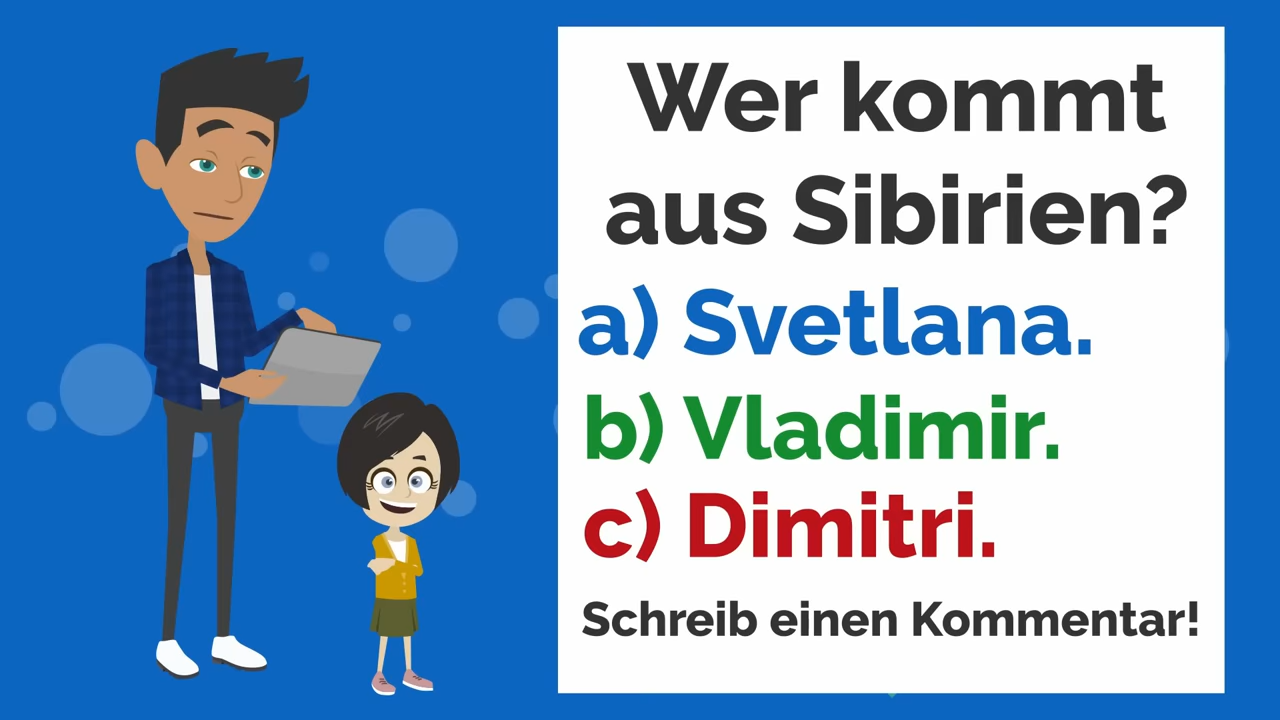 Wer kommt
aus Sibirien?
a) Svetlana.
b) Vladimir.
c) Dimitri.
Schreib einen Kommentar!